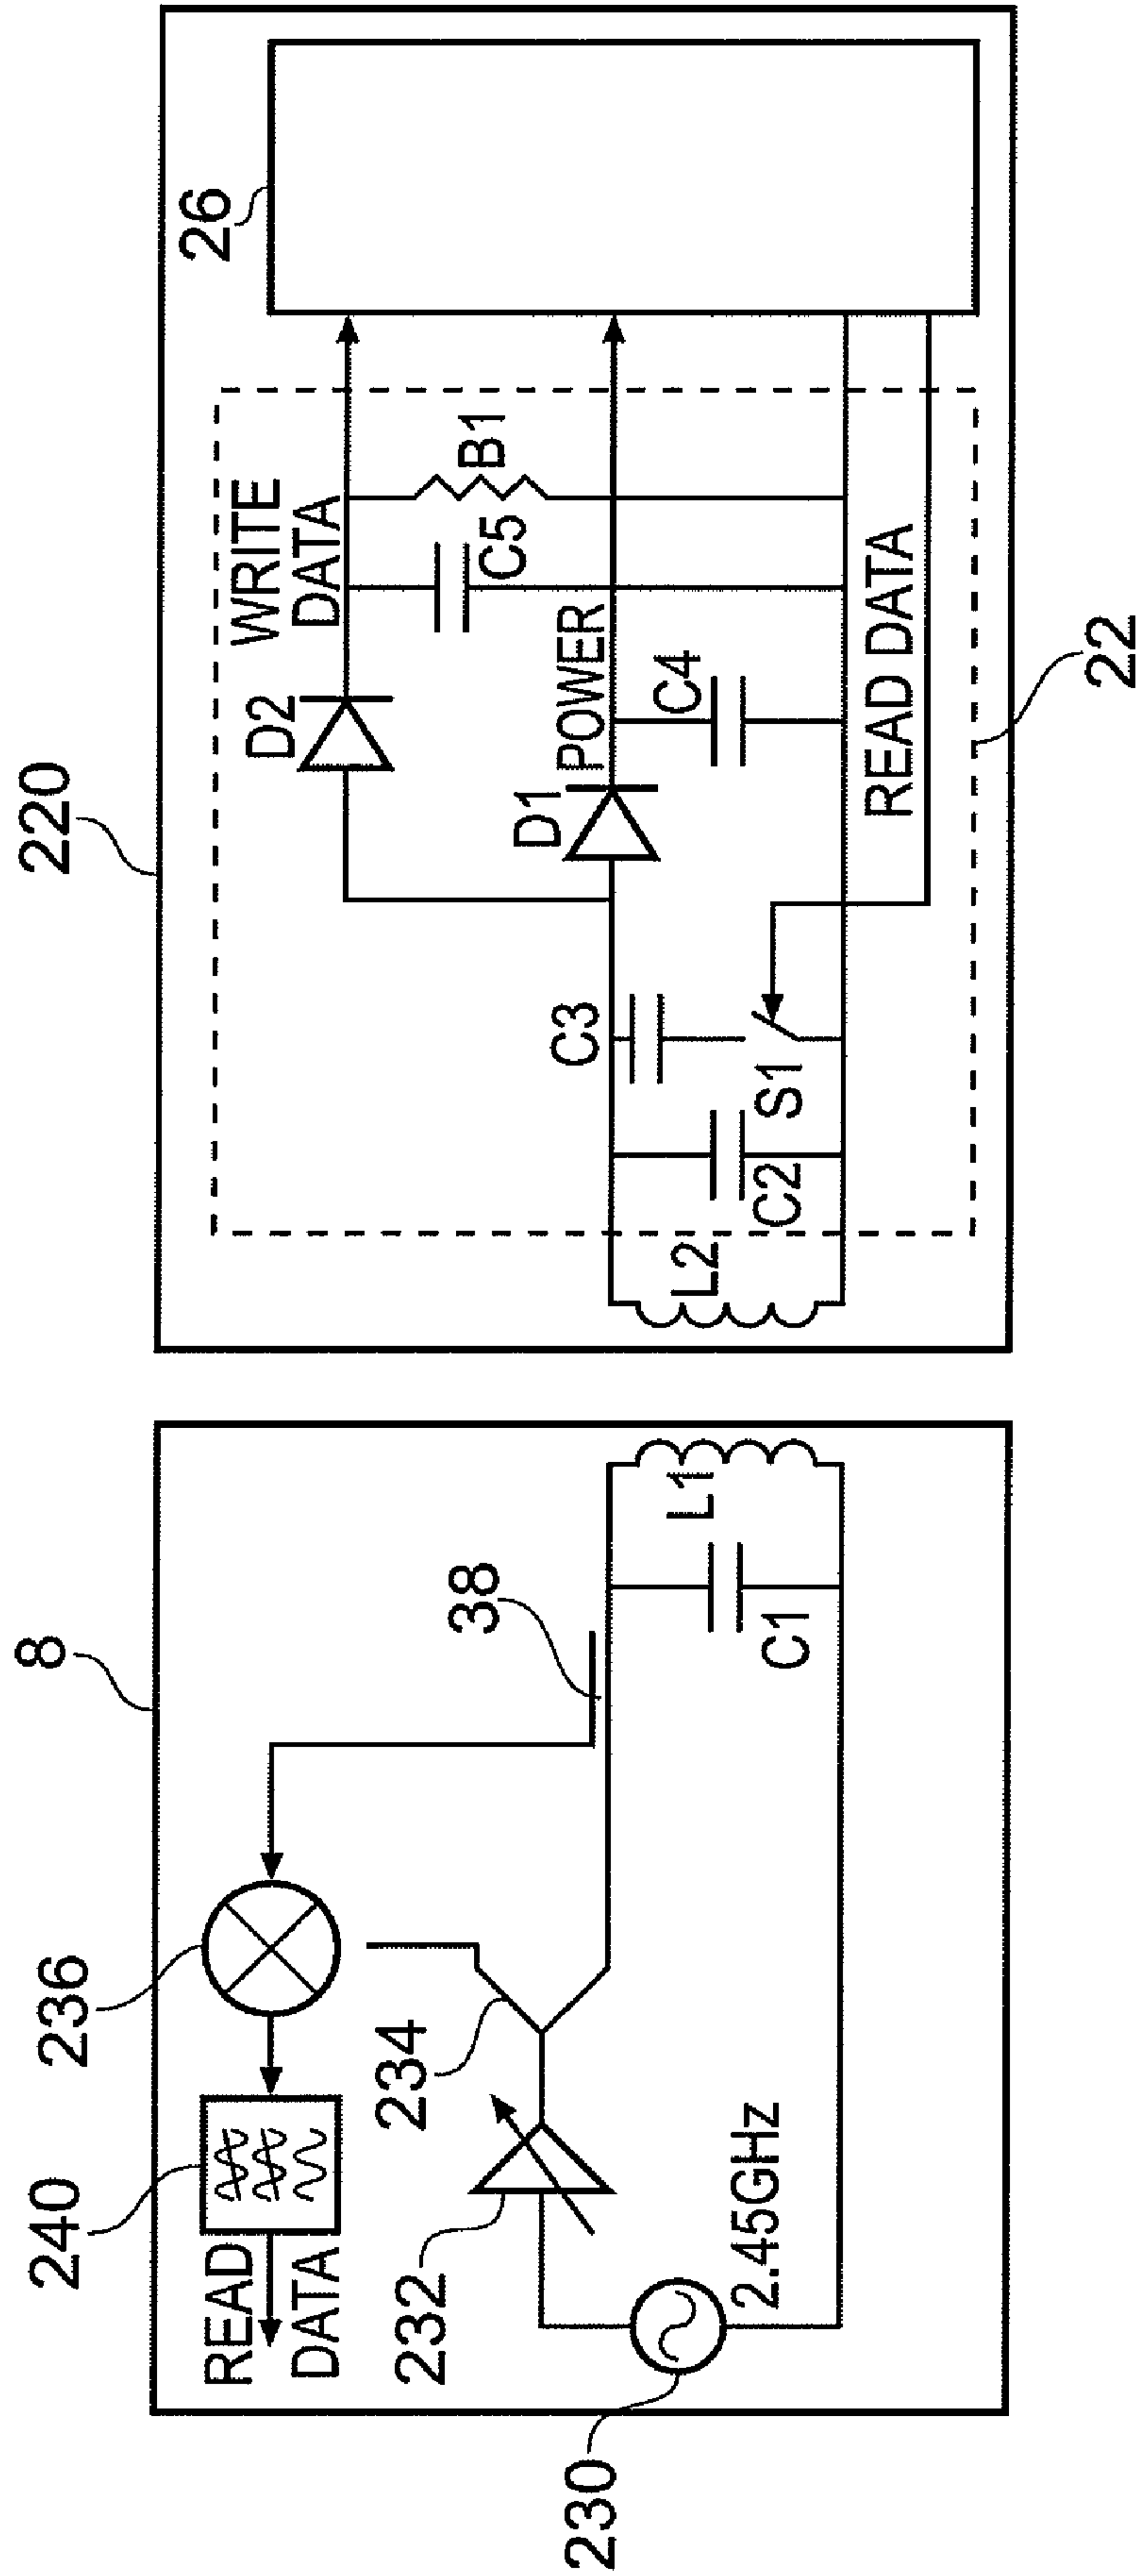 8
240
236
READ
DATA
234
38
232
230
2.45GHz
C1
L1
220
26
D2
WRITE
DATA
B1
C5
D1
POWER
C4
C3
S1
L2
C2
READ DATA
22